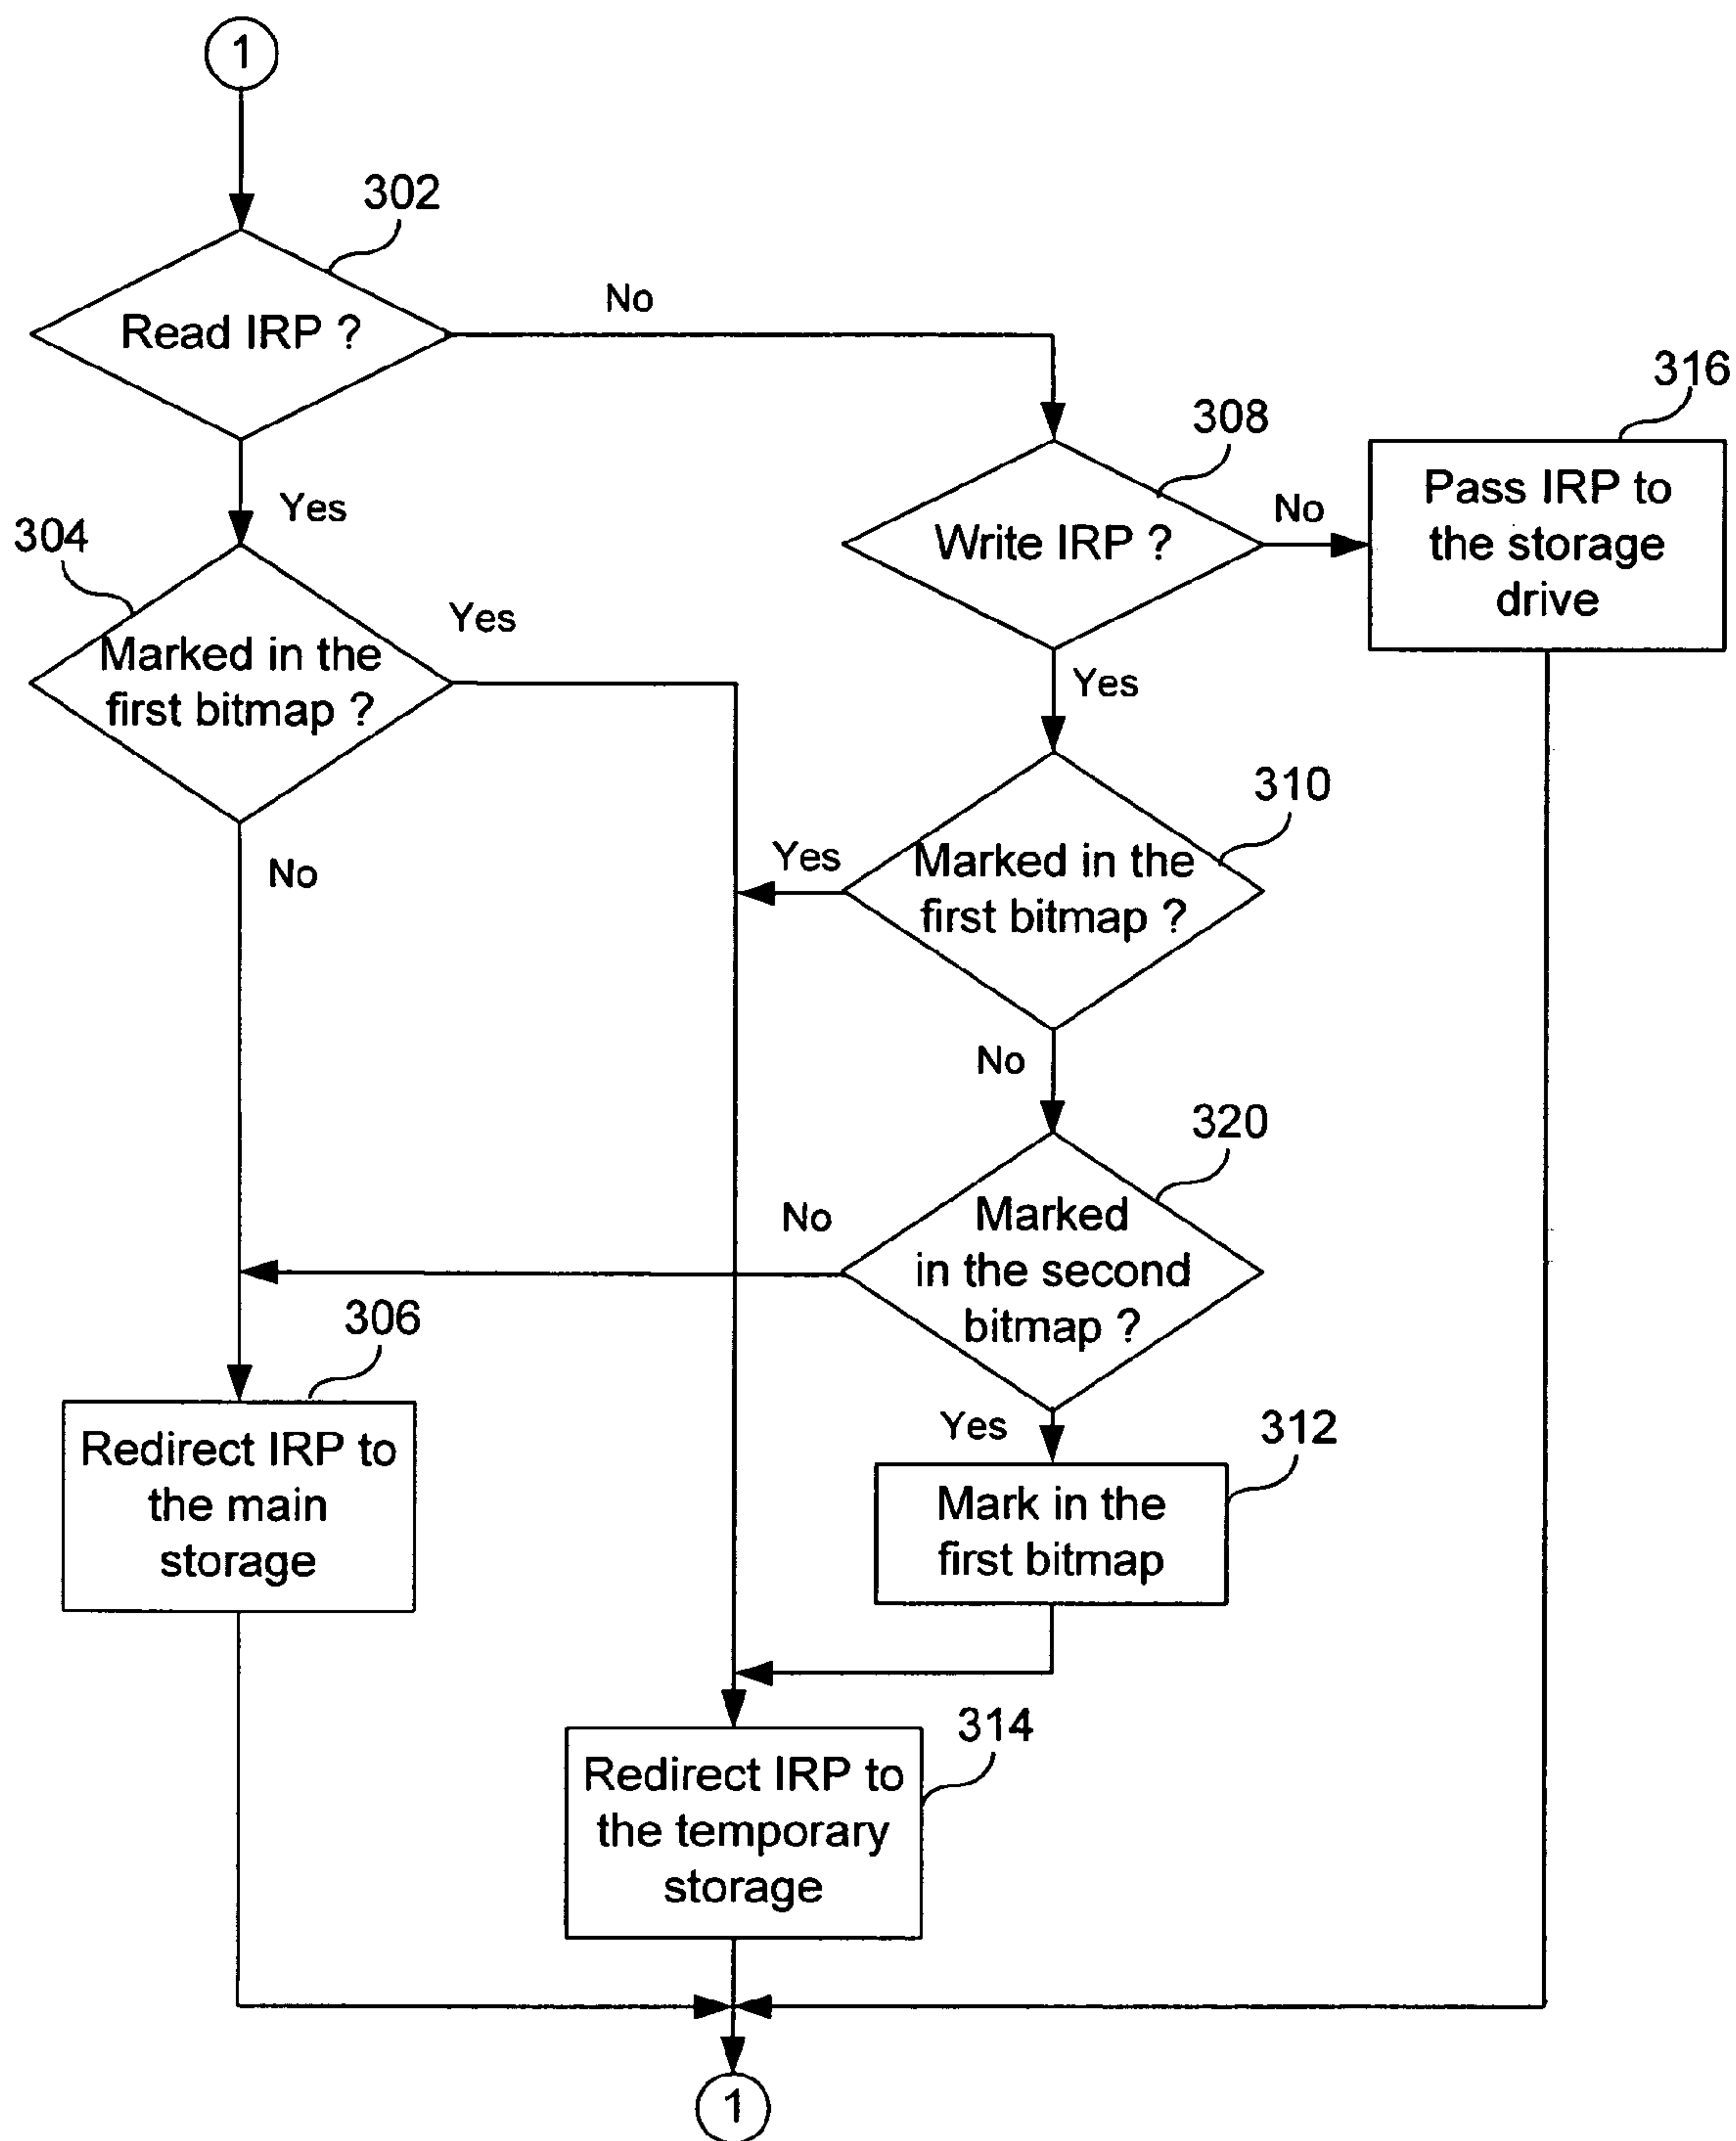 1
302
Read IRP ?
No
316
308
Pass IRP to
the storage
drive
Write IRP ?
No
Yes
304
Yes
Marked in the
first bitmap ?
Yes
310
No
Yes
Marked in the
first bitmap ?
No
320
No
Marked
in the second
bitmap ?
306
Yes
312
Redirect IRP to
the main
storage
Mark in the
first bitmap
314
Redirect IRP to
the temporary
storage
1